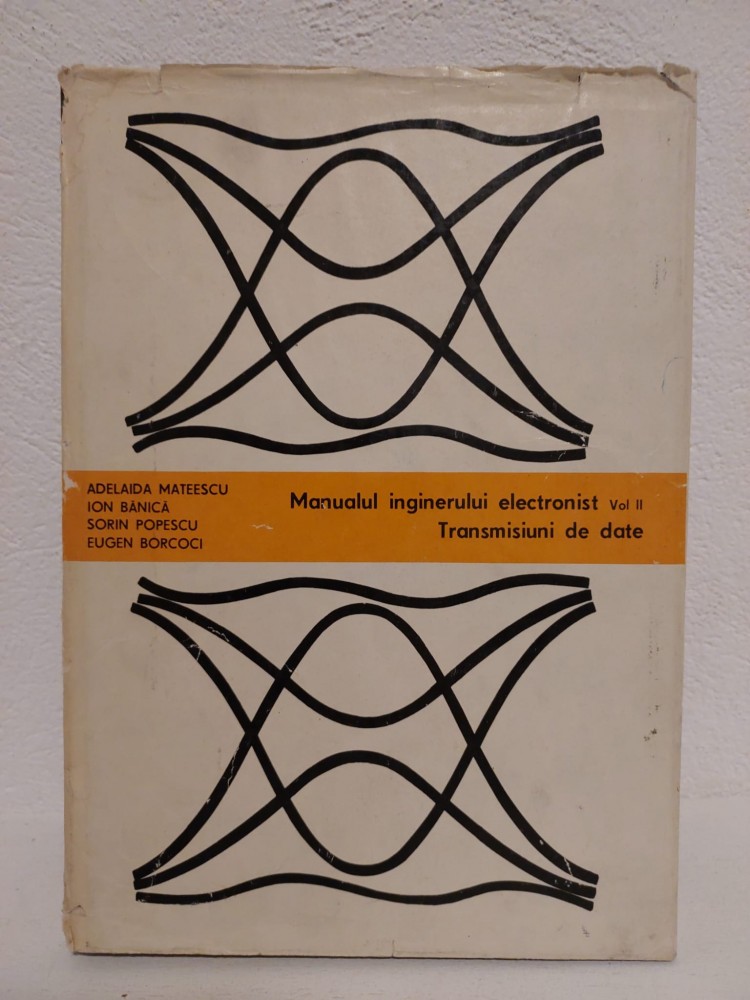 ADELAIDA MATEESCU
ION BĂNICĂ
SORIN POPESCU
EUGEN BORCOCI
Manualul inginerului electronist Vol II
Transmisiuni de date